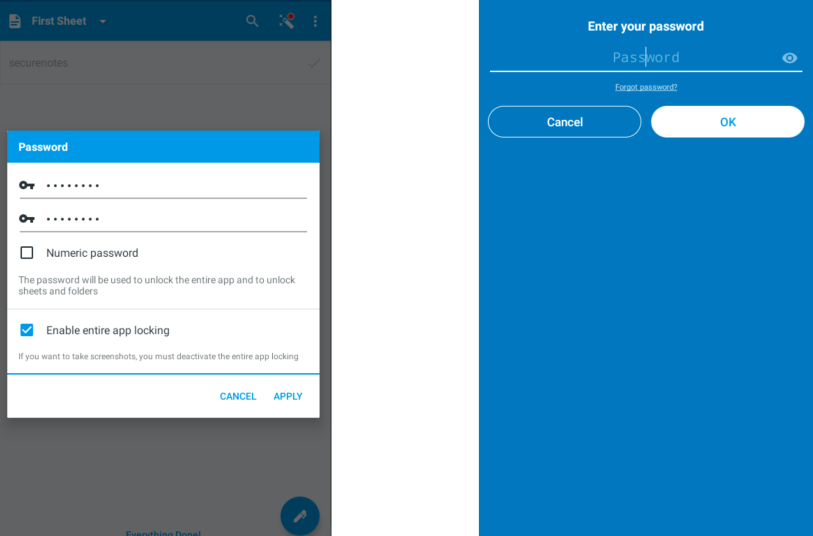 First Sheet
securenotes
Password
••••••••
••••••••
Numeric password
The password will be used to unlock the entire app and to unlock
sheets and folders
Enable entire app locking
If you want to take screenshots, you must deactivate the entire app locking
CANCEL APPLY
Everything Done!
Enter your password
Password
Forgot password?
Cancel OK